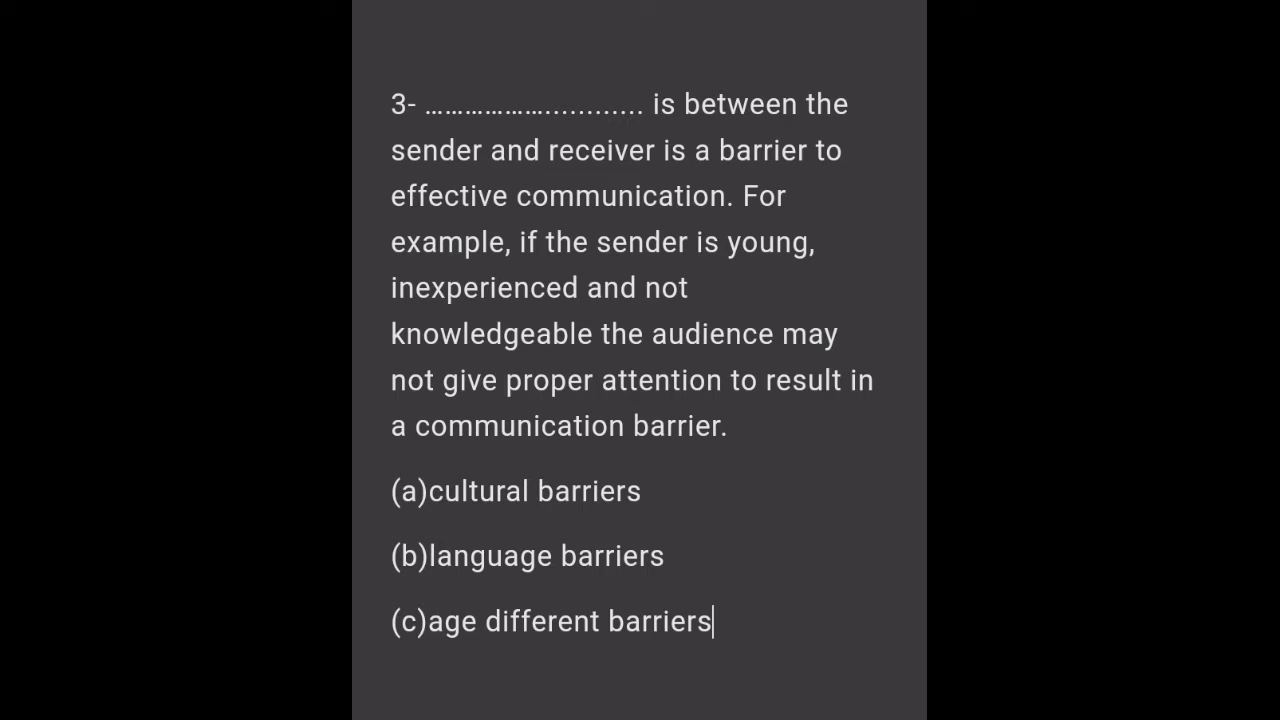 3- ……………….......... is between the
sender and receiver is a barrier to
effective communication. For
example, if the sender is young,
inexperienced and not
knowledgeable the audience may
not give proper attention to result in
a communication barrier.
(a)cultural barriers
(b)language barriers
(c)age different barriers